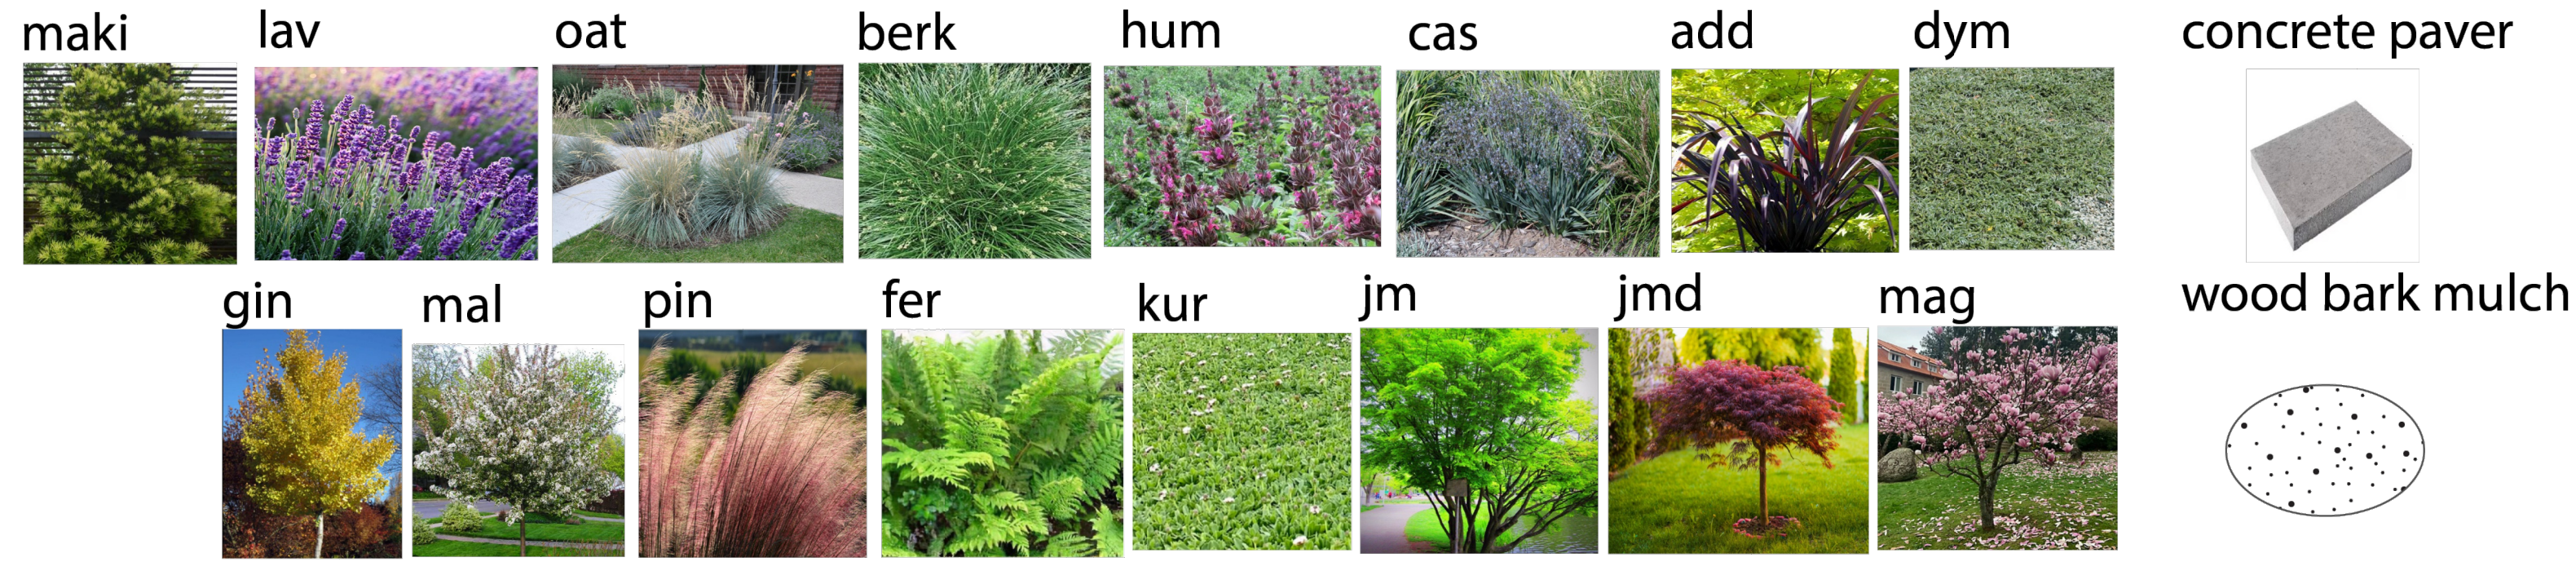 maki lav oat berk hum cas add dym concrete paver
gin mal pin fer kur jm jmd mag wood bark mulch